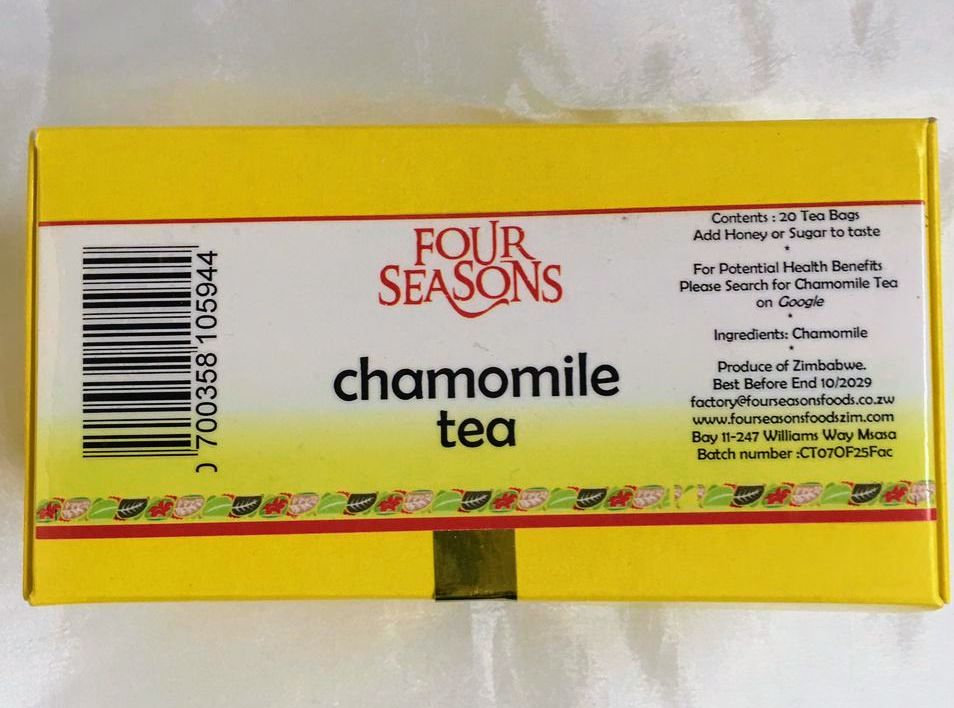 FOUR
SEASONS
chamomile
tea
Contents : 20 Tea Bags
Add Honey or Sugar to taste
*
For Potential Health Benefits
Please Search for Chamomile Tea
on Google
*
Ingredients: Chamomile
*
Produce of Zimbabwe.
Best Before End 10/2029
factory@fourseasonsfoods.co.zw
www.fourseasonsfoodszim.com
Bay 11-247 Williams Way Msasa
Batch number :CT07OF25Fac
0 700358 105944